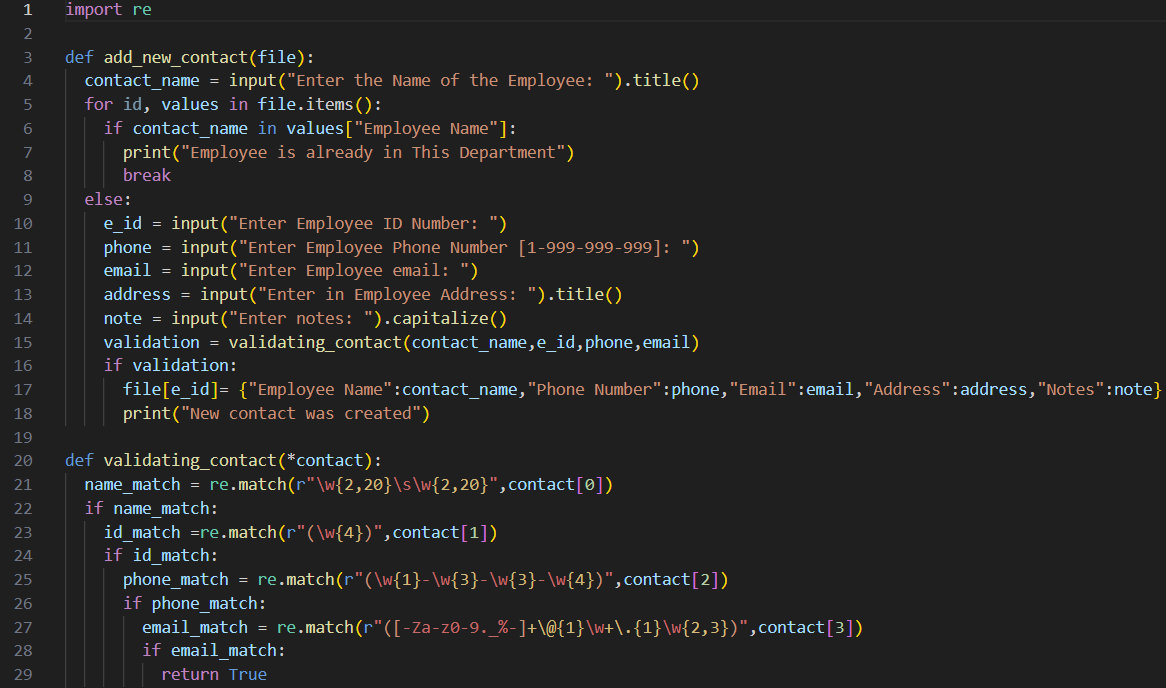 1 import re
2
3 def add_new_contact(file):
4   contact_name = input("Enter the Name of the Employee: ").title()
5   for id, values in file.items():
6     if contact_name in values["Employee Name"]:
7       print("Employee is already in This Department")
8       break
9   else:
10     e_id = input("Enter Employee ID Number: ")
11     phone = input("Enter Employee Phone Number [1-999-999-999]: ")
12     email = input("Enter Employee email: ")
13     address = input("Enter in Employee Address: ").title()
14     note = input("Enter notes: ").capitalize()
15     validation = validating_contact(contact_name,e_id,phone,email)
16     if validation:
17       file[e_id]= {"Employee Name":contact_name,"Phone Number":phone,"Email":email,"Address":address,"Notes":note}
18       print("New contact was created")
19
20 def validating_contact(*contact):
21   name_match = re.match(r"\w{2,20}\s\w{2,20}",contact[0])
22   if name_match:
23     id_match =re.match(r"(\w{4})",contact[1])
24     if id_match:
25       phone_match = re.match(r"(\w{1}-\w{3}-\w{3}-\w{4})",contact[2])
26       if phone_match:
27         email_match = re.match(r"([-Za-z0-9._%-]+\@{1}\w+\.{1}\w{2,3})",contact[3])
28         if email_match:
29           return True